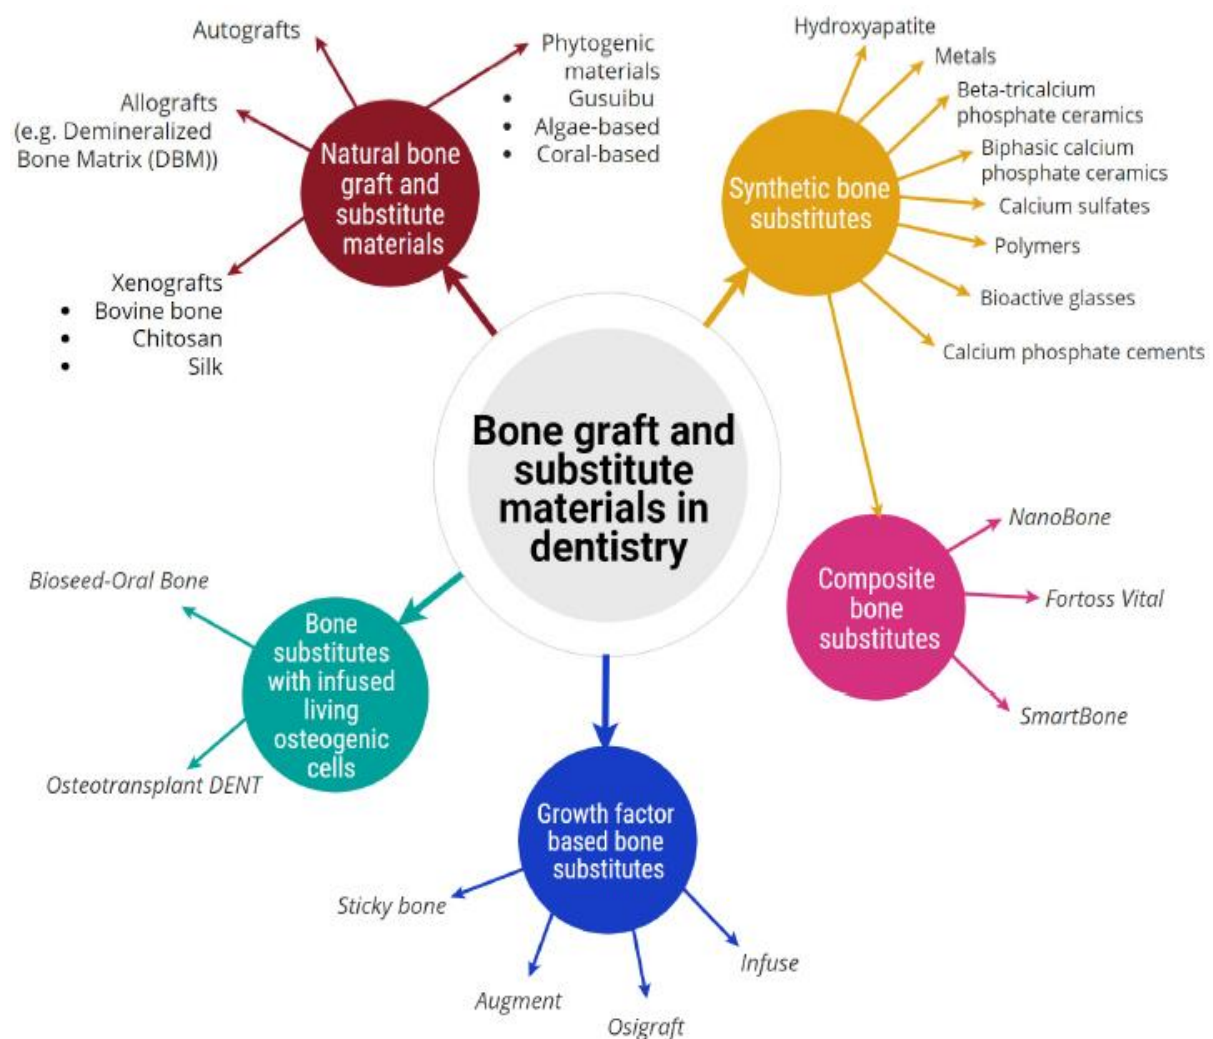 Autografts
Allografts
(e.g. Demineralized
Bone Matrix (DBM))
Xenografts
• Bovine bone
• Chitosan
• Silk
Phytogenic
materials
• Gusuibu
• Algae-based
• Coral-based
Natural bone
graft and
substitute
materials
Hydroxyapatite
Metals
Beta-tricalcium
phosphate ceramics
Biphasic calcium
phosphate ceramics
Calcium sulfates
Polymers
Bioactive glasses
Calcium phosphate cements
Synthetic bone
substitutes
Bone graft and
substitute
materials in
dentistry
Composite
bone
substitutes
NanoBone
Fortoss Vital
SmartBone
Bioseed-Oral Bone
Bone
substitutes
with infused
living
osteogenic
cells
Osteotransplant DENT
Growth factor
based bone
substitutes
Sticky bone
Augment
Osigraft
Infuse